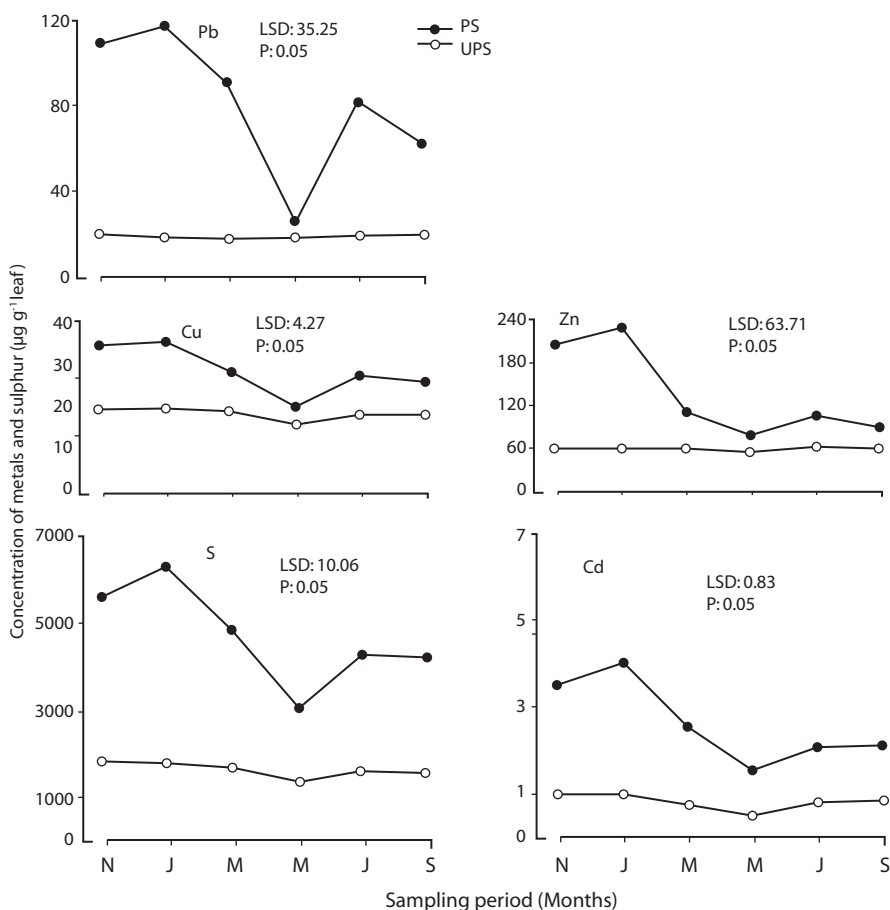 Concentration of metals and sulphur (µg g⁻¹ leaf)
Pb
LSD: 35.25
P: 0.05
PS
UPS
120
80
40
0
Cu
LSD: 4.27
P: 0.05
40
30
20
10
0
Zn
LSD: 63.71
P: 0.05
240
180
120
60
0
S
LSD: 10.06
P: 0.05
7000
5000
3000
1000
0
N J M M J S
Cd
LSD: 0.83
P: 0.05
7
5
3
1
0
N J M M J S
Sampling period (Months)